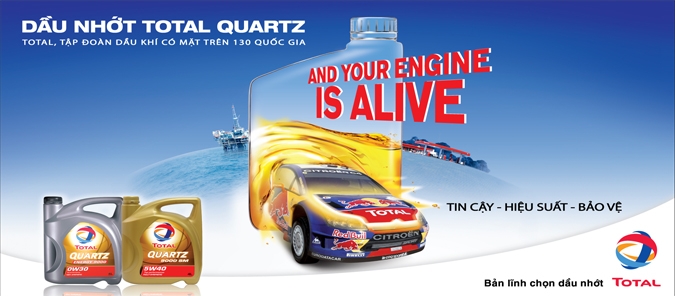 DẦU NHỚT TOTAL QUARTZ
TOTAL, TẬP ĐOÀN DẦU KHÍ CÓ MẶT TRÊN 130 QUỐC GIA
AND YOUR ENGINE
IS ALIVE
CITROËN
TIN CẬY - HIỆU SUẤT - BẢO VỆ
Red Bull
TOTAL
CITROËN
TOTAL
QUARTZ
0W30
TOTAL
QUARTZ
9000 SM
5W40
Bản lĩnh chọn dầu nhớt
TOTAL